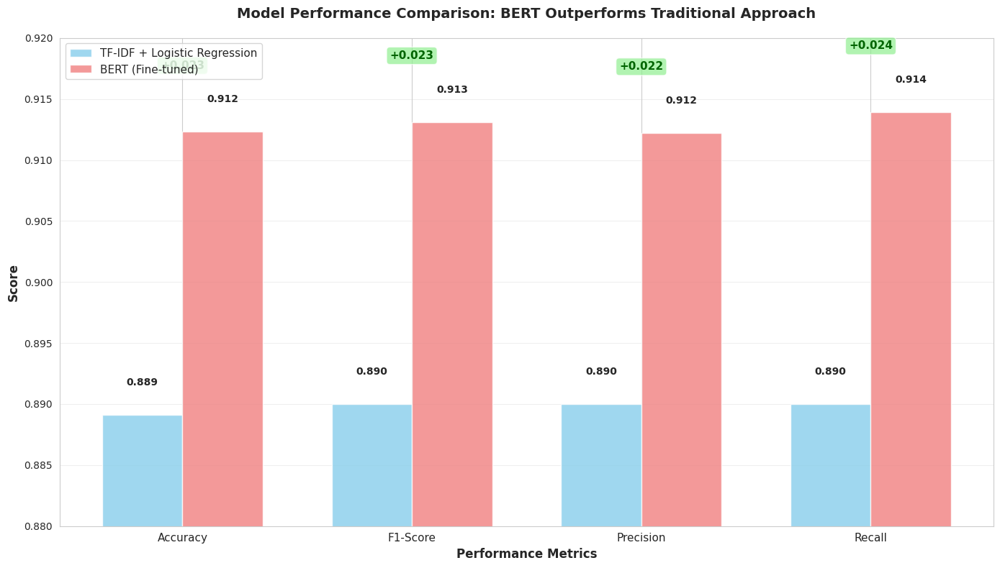 Model Performance Comparison: BERT Outperforms Traditional Approach
0.920
0.915
0.910
0.905
0.900
0.895
0.890
0.885
0.880
Score
TF-IDF + Logistic Regression
BERT (Fine-tuned)
+0.023
+0.023
+0.022
+0.024
0.912
0.913
0.912
0.914
0.889
0.890
0.890
0.890
Accuracy
F1-Score
Precision
Recall
Performance Metrics